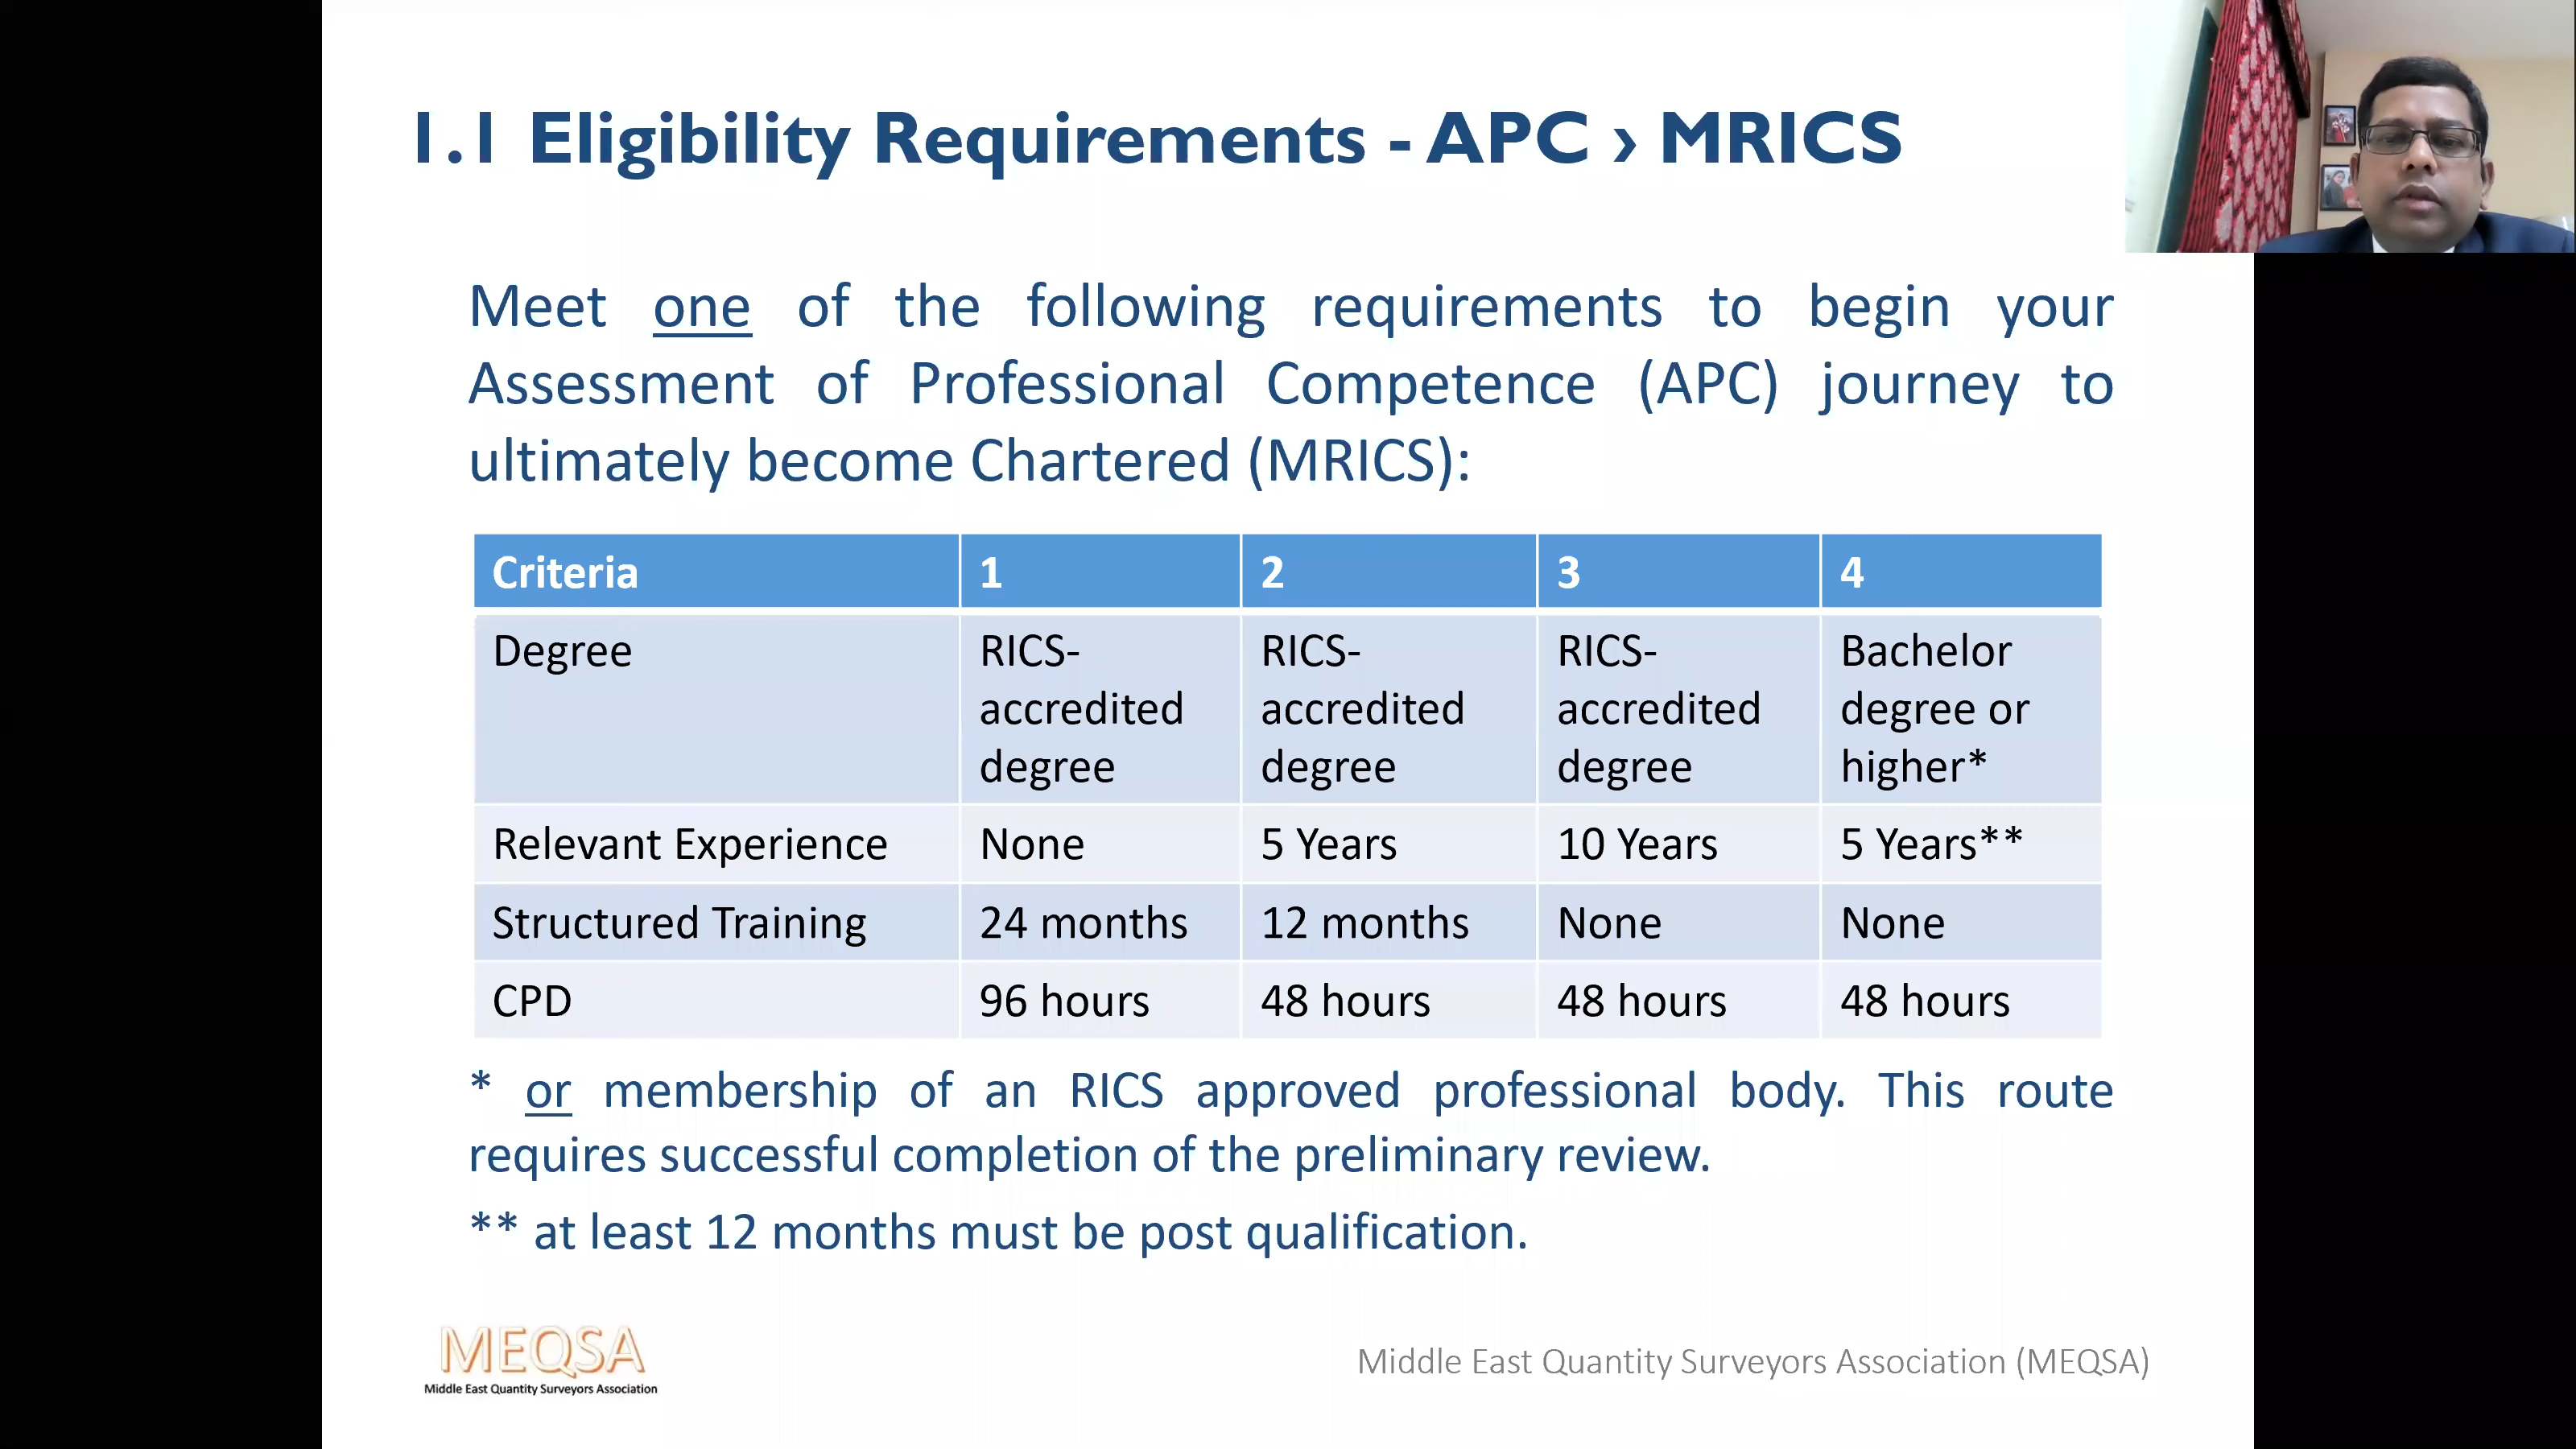 1.1 Eligibility Requirements - APC › MRICS
Meet one of the following requirements to begin your
Assessment of Professional Competence (APC) journey to
ultimately become Chartered (MRICS):
Criteria 1 2 3 4
Degree RICS-accredited degree RICS-accredited degree RICS-accredited degree Bachelor degree or higher*
Relevant Experience None 5 Years 10 Years 5 Years**
Structured Training 24 months 12 months None None
CPD 96 hours 48 hours 48 hours 48 hours
* or membership of an RICS approved professional body. This route
requires successful completion of the preliminary review.
** at least 12 months must be post qualification.
MEQSA
Middle East Quantity Surveyors Association
Middle East Quantity Surveyors Association (MEQSA)